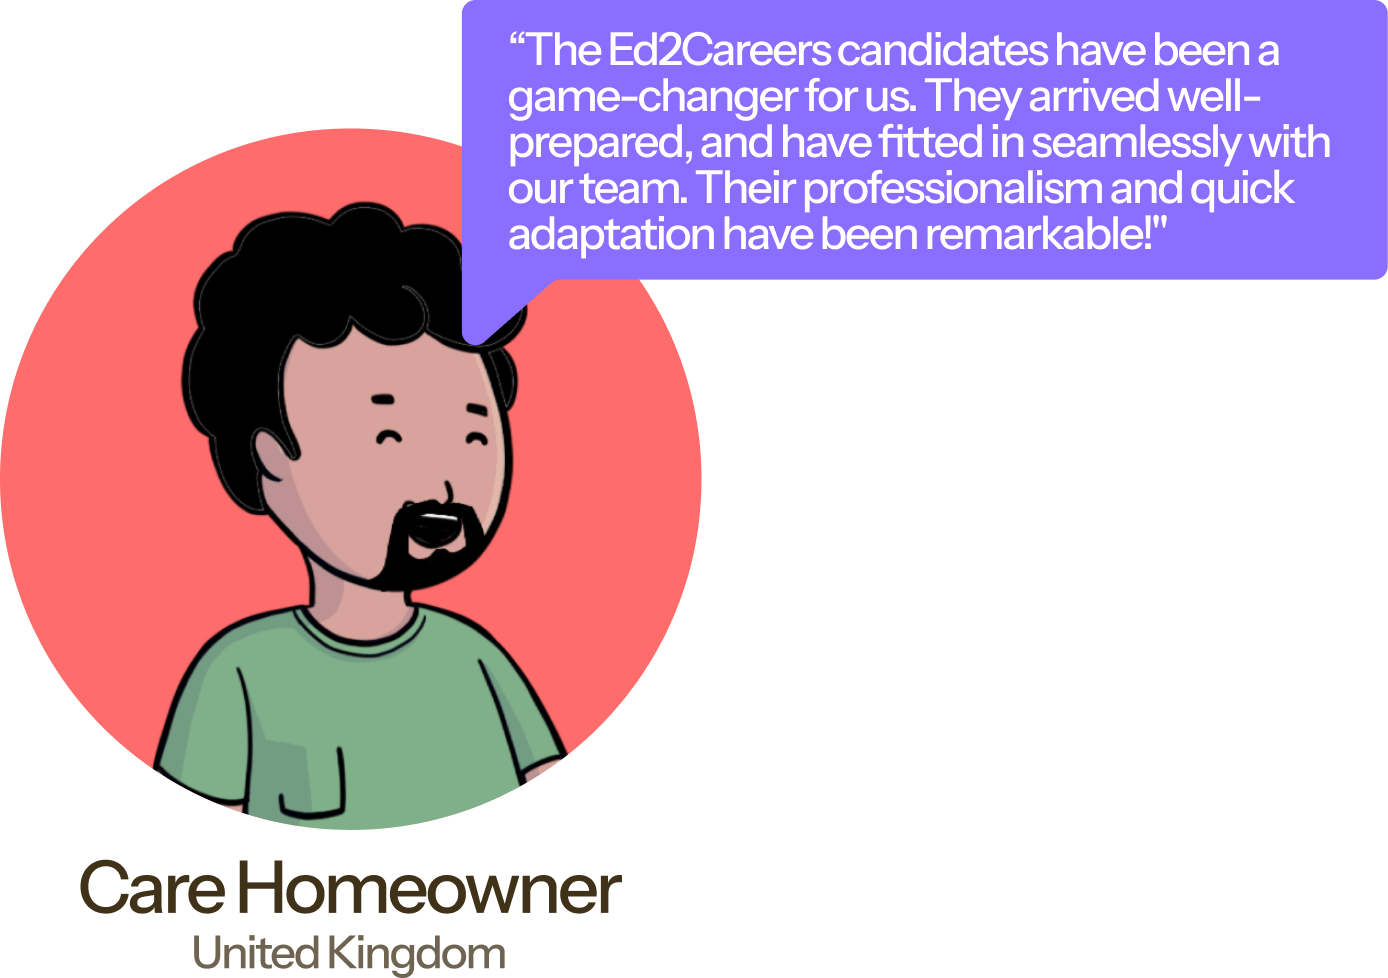 “The Ed2Careers candidates have been a
game-changer for us. They arrived well-
prepared, and have fitted in seamlessly with
our team. Their professionalism and quick
adaptation have been remarkable!"
Care Homeowner
United Kingdom